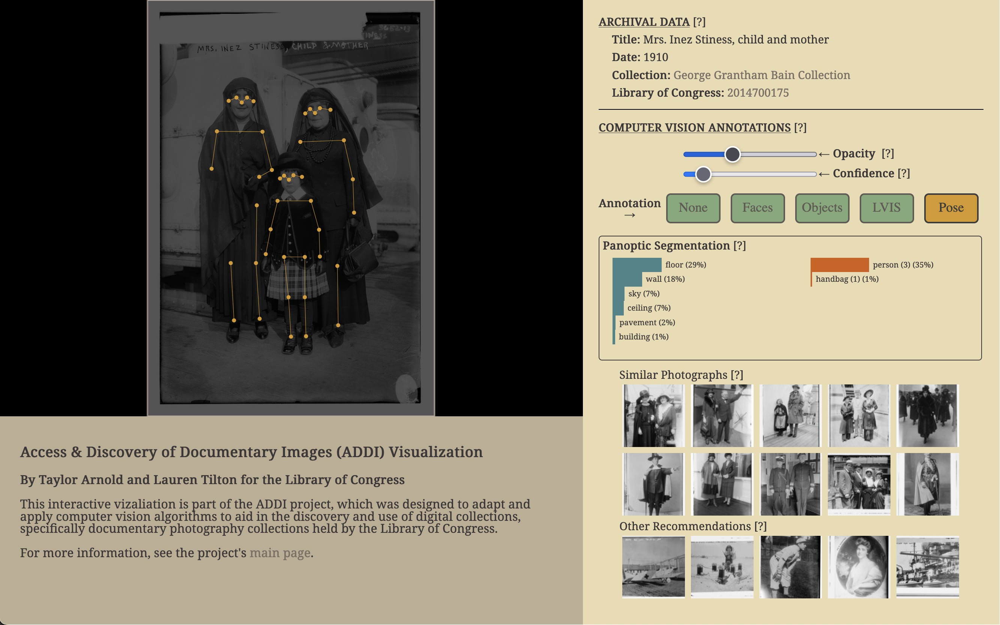 3652-13
TINESS
MRS. INEZ STINESS, CHILD & MOTHER
Access & Discovery of Documentary Images (ADDI) Visualization
By Taylor Arnold and Lauren Tilton for the Library of Congress
This interactive vizaliation is part of the ADDI project, which was designed to adapt and
apply computer vision algorithms to aid in the discovery and use of digital collections,
specifically documentary photography collections held by the Library of Congress.
For more information, see the project's main page.
ARCHIVAL DATA [?]
Title: Mrs. Inez Stiness, child and mother
Date: 1910
Collection: George Grantham Bain Collection
Library of Congress: 2014700175
COMPUTER VISION ANNOTATIONS [?]
← Opacity [?]
← Confidence [?]
Annotation → None Faces Objects LVIS Pose
Panoptic Segmentation [?]
floor (29%)
wall (18%)
sky (7%)
ceiling (7%)
pavement (2%)
building (1%)
person (3) (35%)
handbag (1) (1%)
Similar Photographs [?]
Other Recommendations [?]